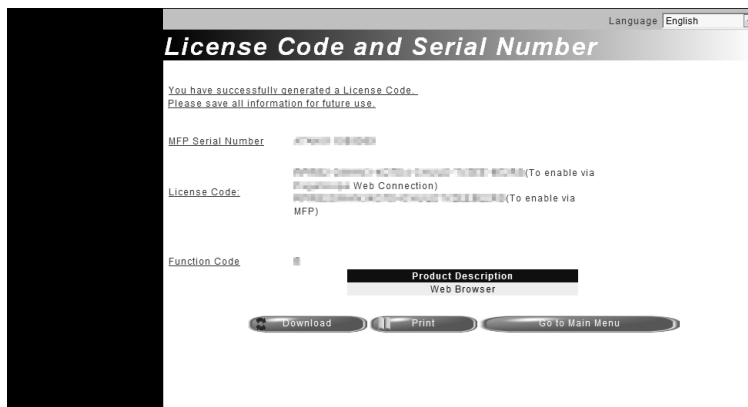 Language English
License Code and Serial Number
You have successfully generated a License Code.
Please save all information for future use.
MFP Serial Number
(To enable via
Web Connection)
License Code:
(To enable via
MFP)
Function Code
Product Description
Web Browser
Download Print Go to Main Menu